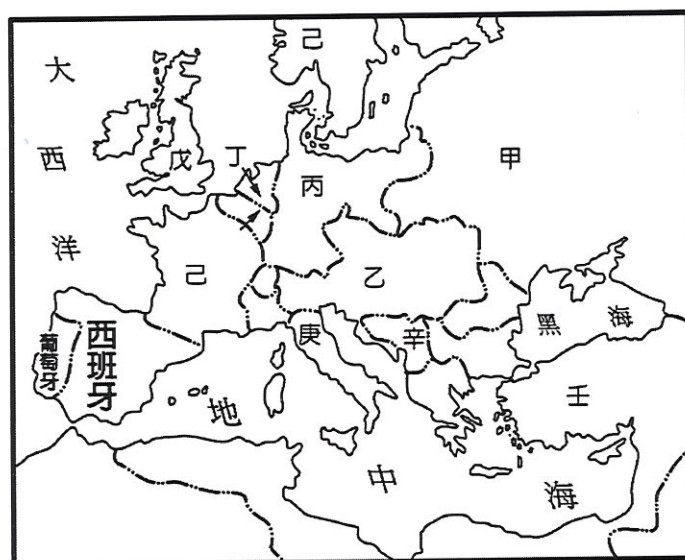 大西洋
己
戊
丁
甲
丙
己
乙
黑海
葡萄牙
西班牙
庚
辛
壬
地中海